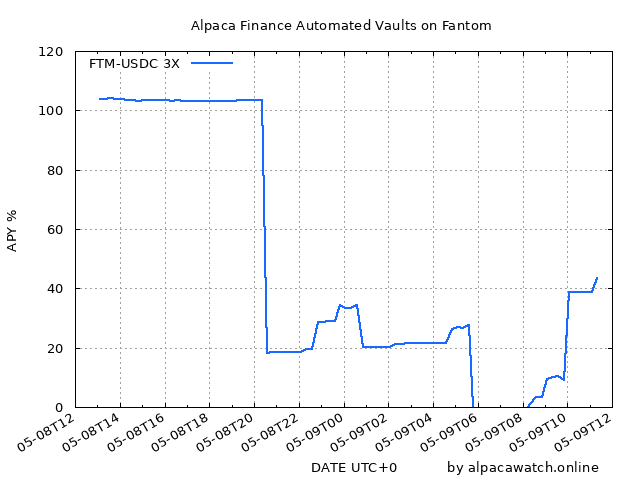 Alpaca Finance Automated Vaults on Fantom
FTM-USDC 3X
120
100
80
60
40
20
0
APY %
05-08T12
05-08T14
05-08T16
05-08T18
05-08T20
05-08T22
05-09T00
05-09T02
05-09T04
05-09T06
05-09T08
05-09T10
05-09T12
DATE UTC+0
by alpacawatch.online